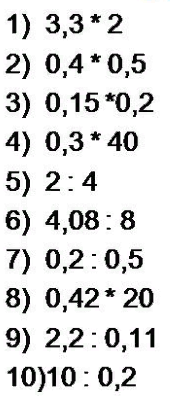 1) 3,3 * 2
2) 0,4 * 0,5
3) 0,15 *0,2
4) 0,3 * 40
5) 2 : 4
6) 4,08 : 8
7) 0,2 : 0,5
8) 0,42 * 20
9) 2,2 : 0,11
10)10 : 0,2